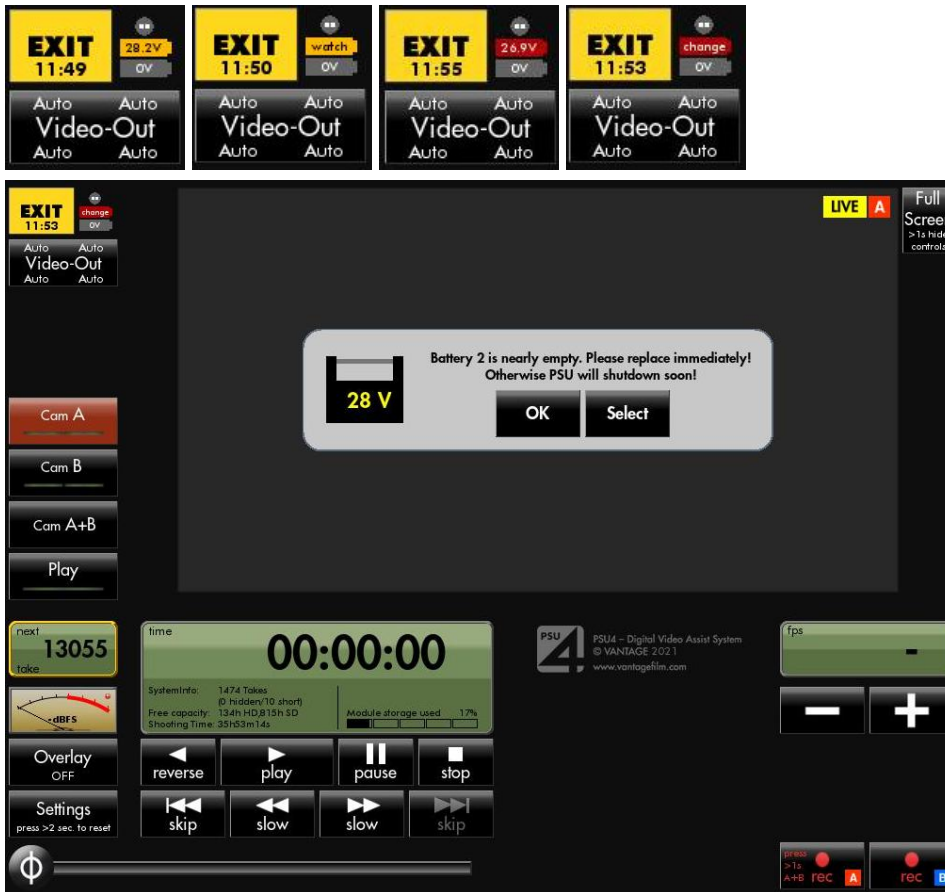 EXIT
11:49
28.2V
0V
Auto Auto
Video-Out
Auto Auto
EXIT
11:50
watch
0V
Auto Auto
Video-Out
Auto Auto
EXIT
11:55
26.9V
0V
Auto Auto
Video-Out
Auto Auto
EXIT
11:53
change
0V
Auto Auto
Video-Out
Auto Auto
EXIT
11:53
change
0V
Auto Auto
Video-Out
Auto Auto
LIVE A
Full
Scree
>1s hide
controls
Battery 2 is nearly empty. Please replace immediately!
Otherwise PSU will shutdown soon!
28 V
OK
Select
Cam A
Cam B
Cam A+B
Play
next
13055
take
time
00:00:00
SystemInfo: 1474 Takes
(0 hidden/10 short)
Free capacity: 134h HD,815h SD
Shooting Time: 35h53m14s
Module storage used 17%
PSU 4
PSU4 – Digital Video Assist System
© VANTAGE 2021
www.vantagefilm.com
fps
-
-dBFS
Overlay
OFF
reverse
play
pause
stop
Settings
press >2 sec. to reset
skip
slow
slow
skip
press
>1s
A+B rec A
rec B